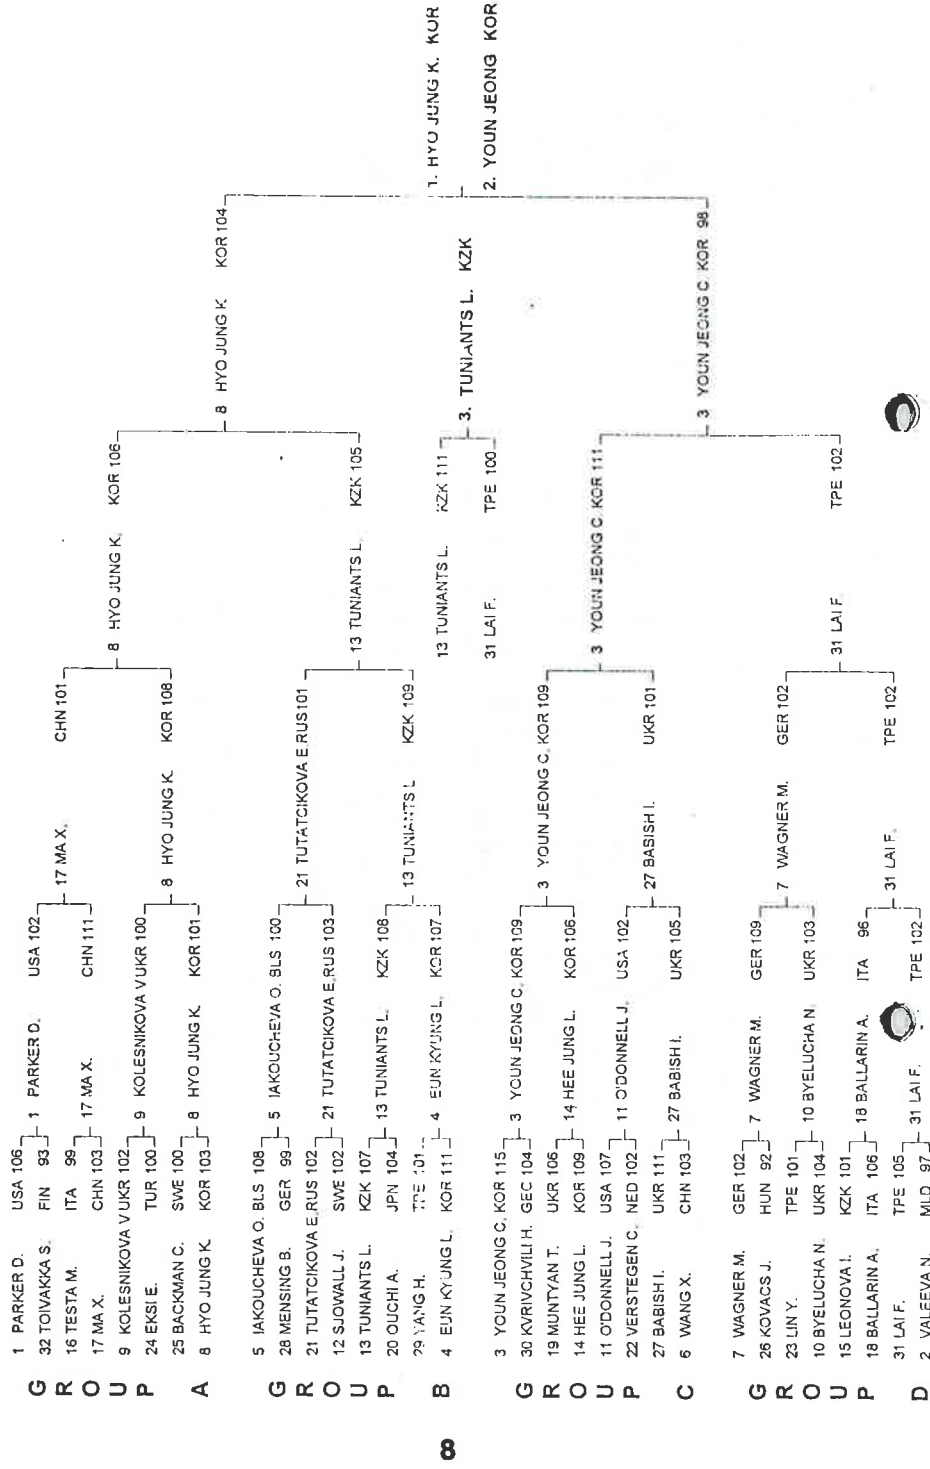 GROUP A
1 PARKER D. USA 106
32 TOIVAKKA S. FIN 93
16 TESTA M. ITA 99
17 MA X. CHN 103
9 KOLESNIKOVA V UKR 102
24 EKSI E. TUR 100
25 BACKMAN C. SWE 100
8 HYO JUNG K. KOR 103
GROUP B
5 IAKOUCHEVA O. BLS 108
28 MENSING B. GER 99
21 TUTATCIKOVA E. RUS 102
12 SJOWALL J. SWE 102
13 TUNIANTS L. KZK 107
20 OUCHI A. JPN 104
29 YANG H. TPE 101
4 EUN KYUNG L. KOR 111
GROUP C
3 YOUN JEONG C. KOR 115
30 KVRIVCHVILI H. GEC 104
19 MUNTYAN T. UKR 106
14 HEE JUNG L. KOR 109
11 O'DONNELL J. USA 107
22 VERSTEGEN C. NED 102
27 BABISH I. UKR 111
6 WANG X. CHN 103
GROUP D
7 WAGNER M. GER 102
26 KOVACS J. HUN 92
23 LIN Y. TPE 101
10 BYELUCHA N. UKR 104
15 LEONOVA I. KZK 101
18 BALLARIN A. ITA 106
31 LAI F. TPE 105
2 VALEEVA N. MLD 97
1 PARKER D. USA 102
17 MA X. CHN 111
9 KOLESNIKOVA V UKR 100
8 HYO JUNG K. KOR 101
5 IAKOUCHEVA O. BLS 100
21 TUTATCIKOVA E. RUS 103
13 TUNIANTS L. KZK 108
4 EUN KYUNG L. KOR 107
3 YOUN JEONG C. KOR 109
14 HEE JUNG L. KOR 106
11 O'DONNELL J. USA 102
27 BABISH I. UKR 105
7 WAGNER M. GER 109
10 BYELUCHA N. UKR 103
18 BALLARIN A. ITA 96
31 LAI F. TPE 102
17 MA X. CHN 101
8 HYO JUNG K. KOR 108
21 TUTATCIKOVA E. RUS 101
13 TUNIANTS L KZK 109
3 YOUN JEONG C. KOR 109
27 BASISH I. UKR 101
7 WAGNER M. GER 102
31 LAI F. TPE 102
8 HYO JUNG K. KOR 106
13 TUNIANTS L. KZK 105
13 TUNIANTS L. KZK 111
31 LAI F. TPE 100
3 YOUN JEONG C. KOR 111
31 LAI F. TPE 102
8 HYO JUNG K. KOR 104
3. TUNIANTS L. KZK
3 YOUN JEONG C. KOR 98
1. HYO JUNG K. KOR
2. YOUN JEONG KOR
8